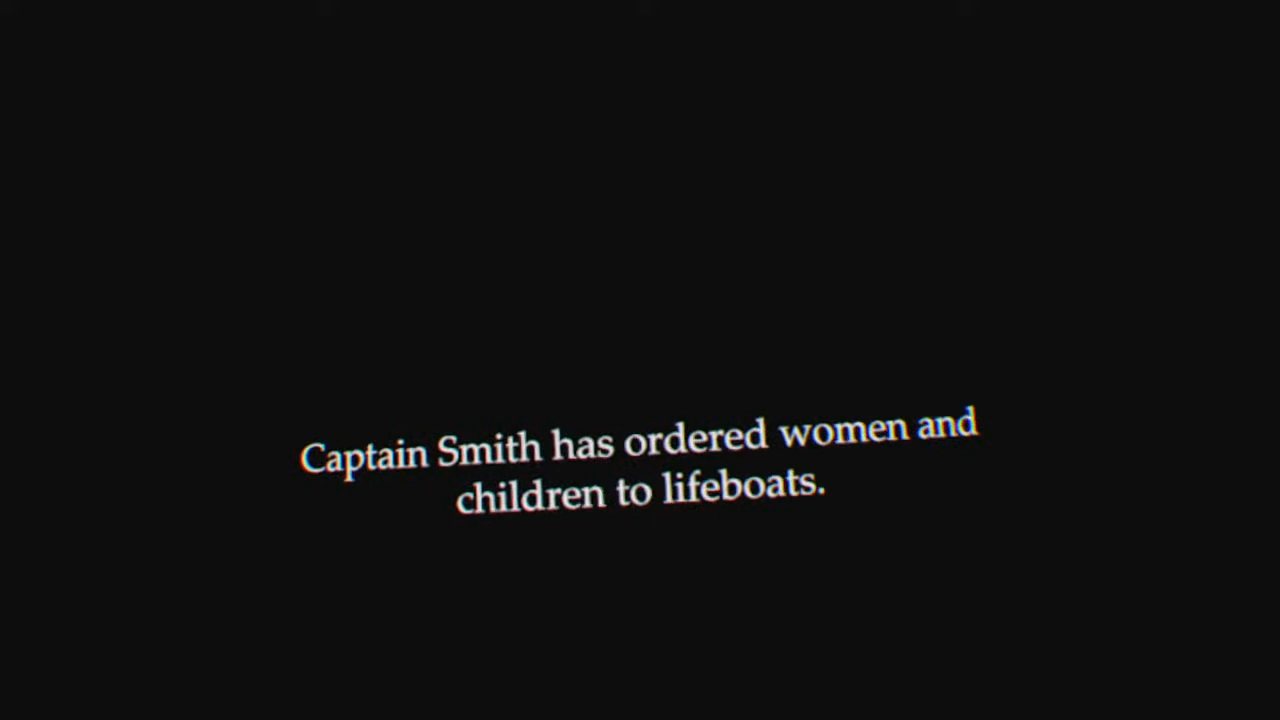 Captain Smith has ordered women and
children to lifeboats.